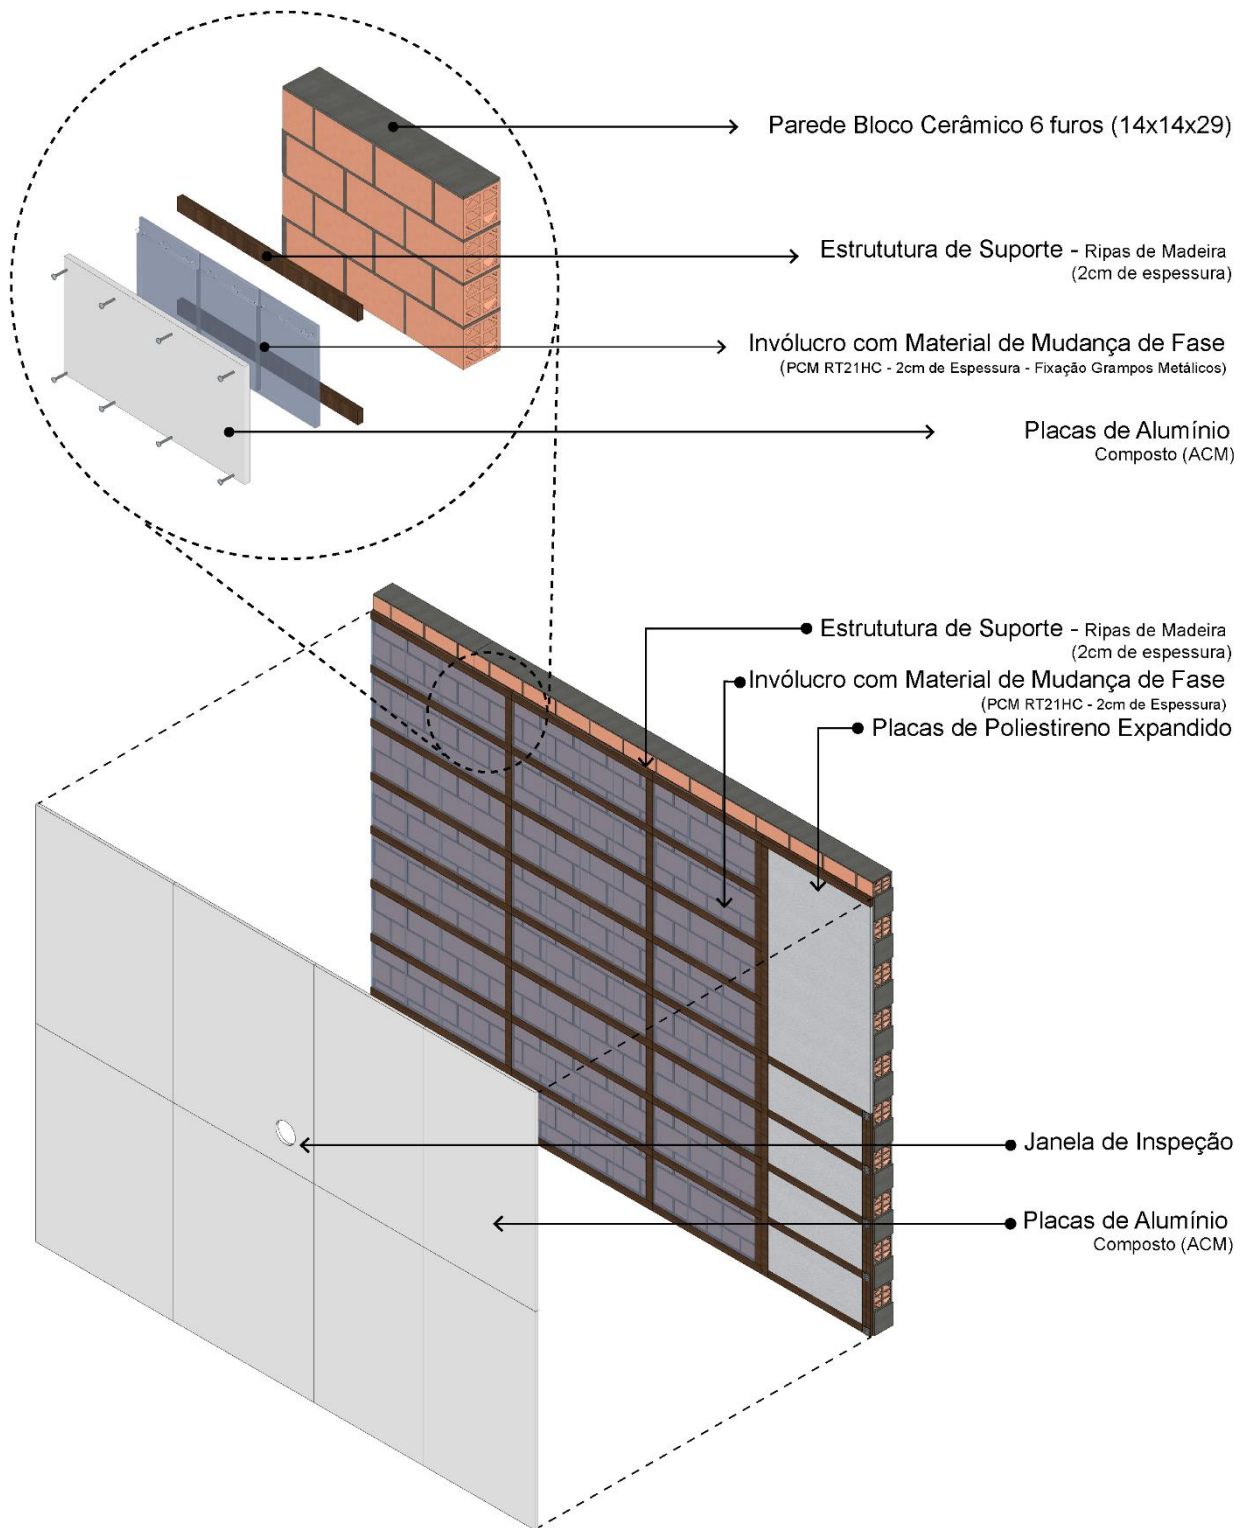 Parede Bloco Cerâmico 6 furos (14x14x29)
Estrututura de Suporte - Ripas de Madeira
(2cm de espessura)
Invólucro com Material de Mudança de Fase
(PCM RT21HC - 2cm de Espessura - Fixação Grampos Metálicos)
Placas de Alumínio
Composto (ACM)
Estrututura de Suporte - Ripas de Madeira
(2cm de espessura)
Invólucro com Material de Mudança de Fase
(PCM RT21HC - 2cm de Espessura)
Placas de Poliestireno Expandido
Janela de Inspeção
Placas de Alumínio
Composto (ACM)